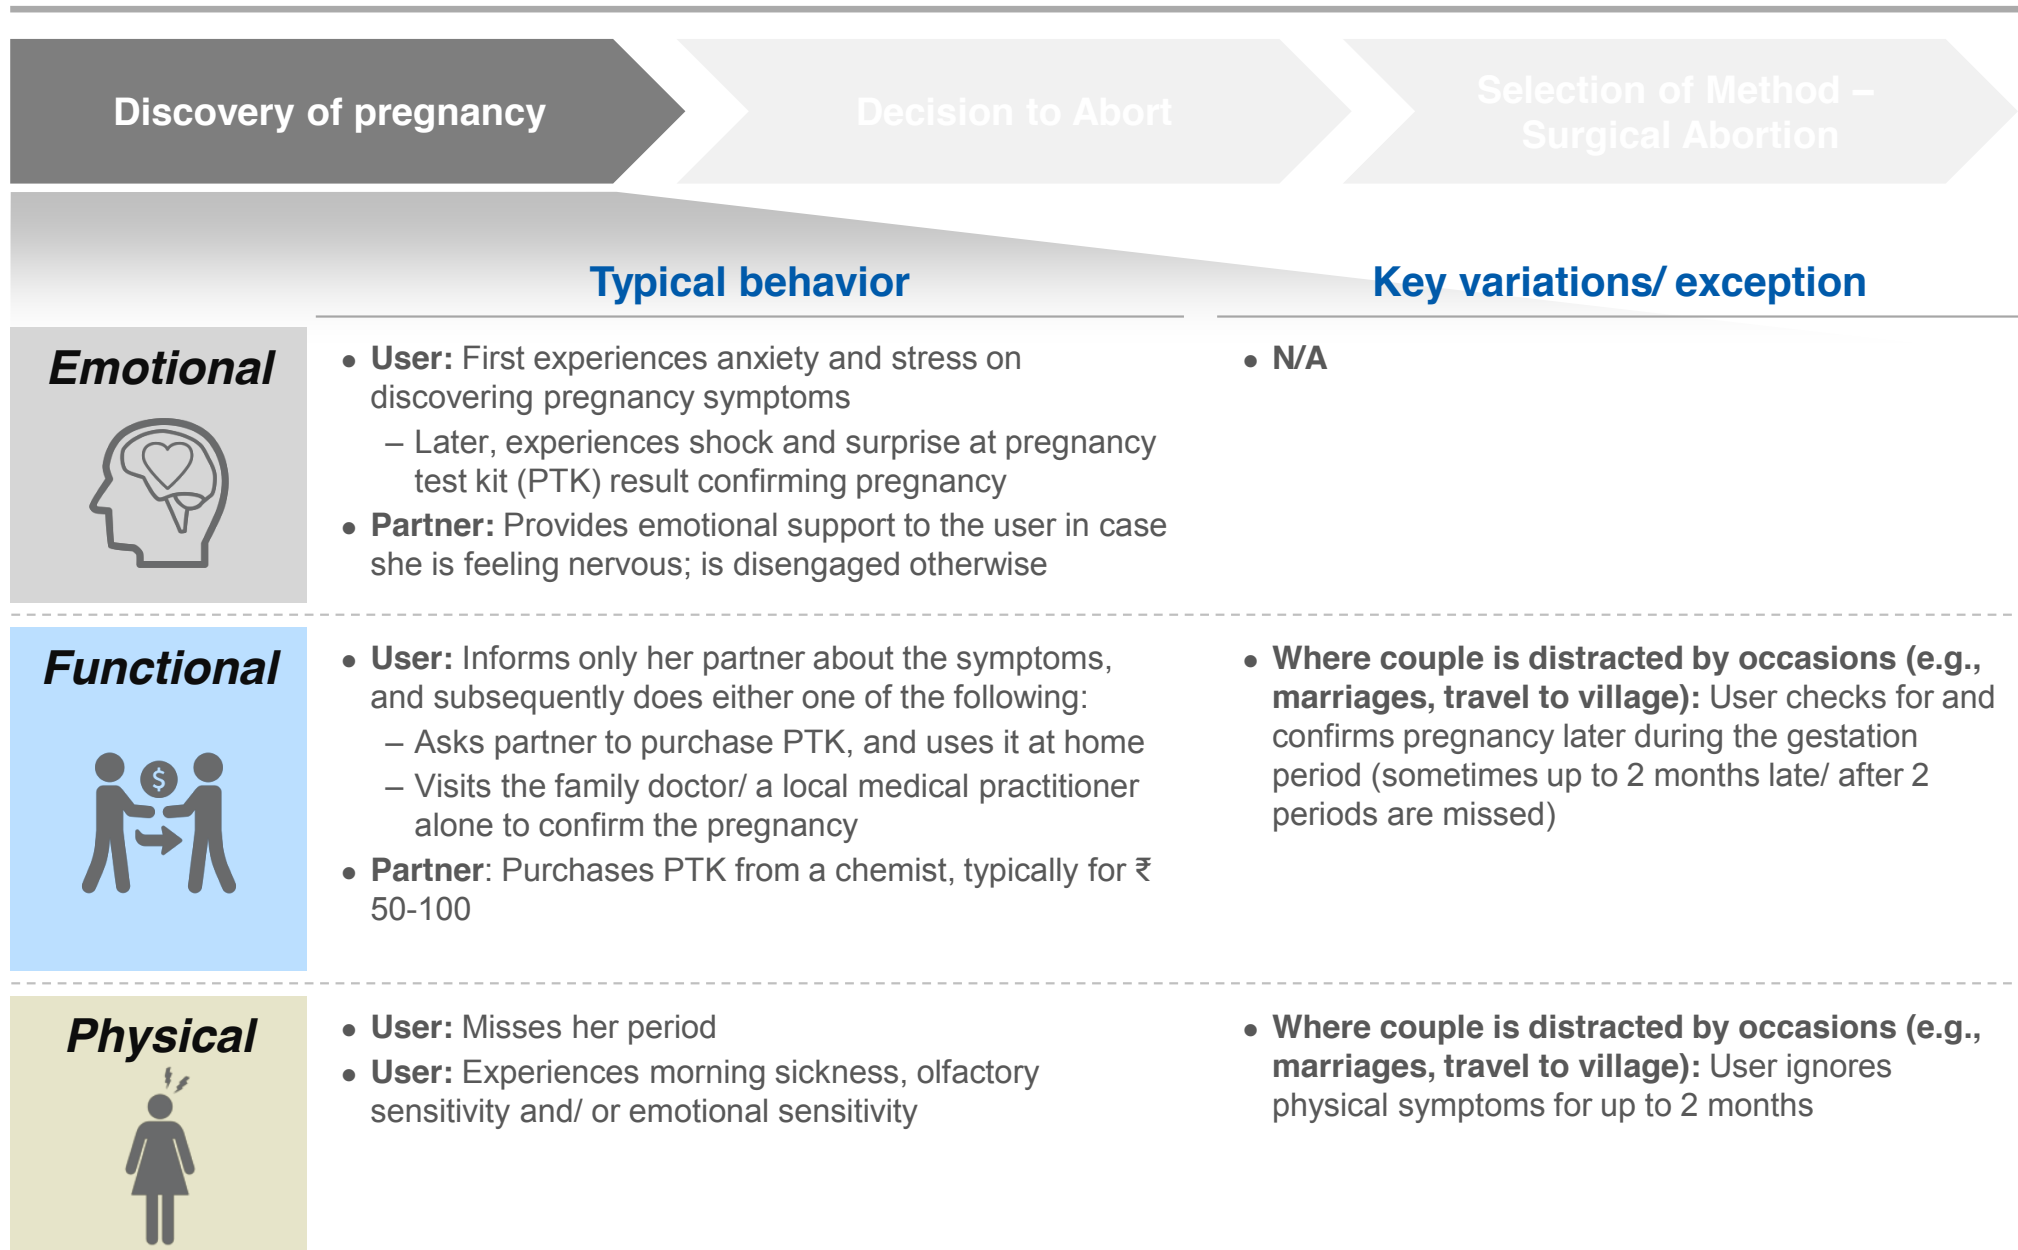 Discovery of pregnancy
Decision to Abort
Selection of Method –
Surgical Abortion
Typical behavior
Key variations/ exception
Emotional
• User: First experiences anxiety and stress on
discovering pregnancy symptoms
– Later, experiences shock and surprise at pregnancy
test kit (PTK) result confirming pregnancy
• Partner: Provides emotional support to the user in case
she is feeling nervous; is disengaged otherwise
• N/A
Functional
$
• User: Informs only her partner about the symptoms,
and subsequently does either one of the following:
– Asks partner to purchase PTK, and uses it at home
– Visits the family doctor/ a local medical practitioner
alone to confirm the pregnancy
• Partner: Purchases PTK from a chemist, typically for ₹
50-100
• Where couple is distracted by occasions (e.g.,
marriages, travel to village): User checks for and
confirms pregnancy later during the gestation
period (sometimes up to 2 months late/ after 2
periods are missed)
Physical
• User: Misses her period
• User: Experiences morning sickness, olfactory
sensitivity and/ or emotional sensitivity
• Where couple is distracted by occasions (e.g.,
marriages, travel to village): User ignores
physical symptoms for up to 2 months